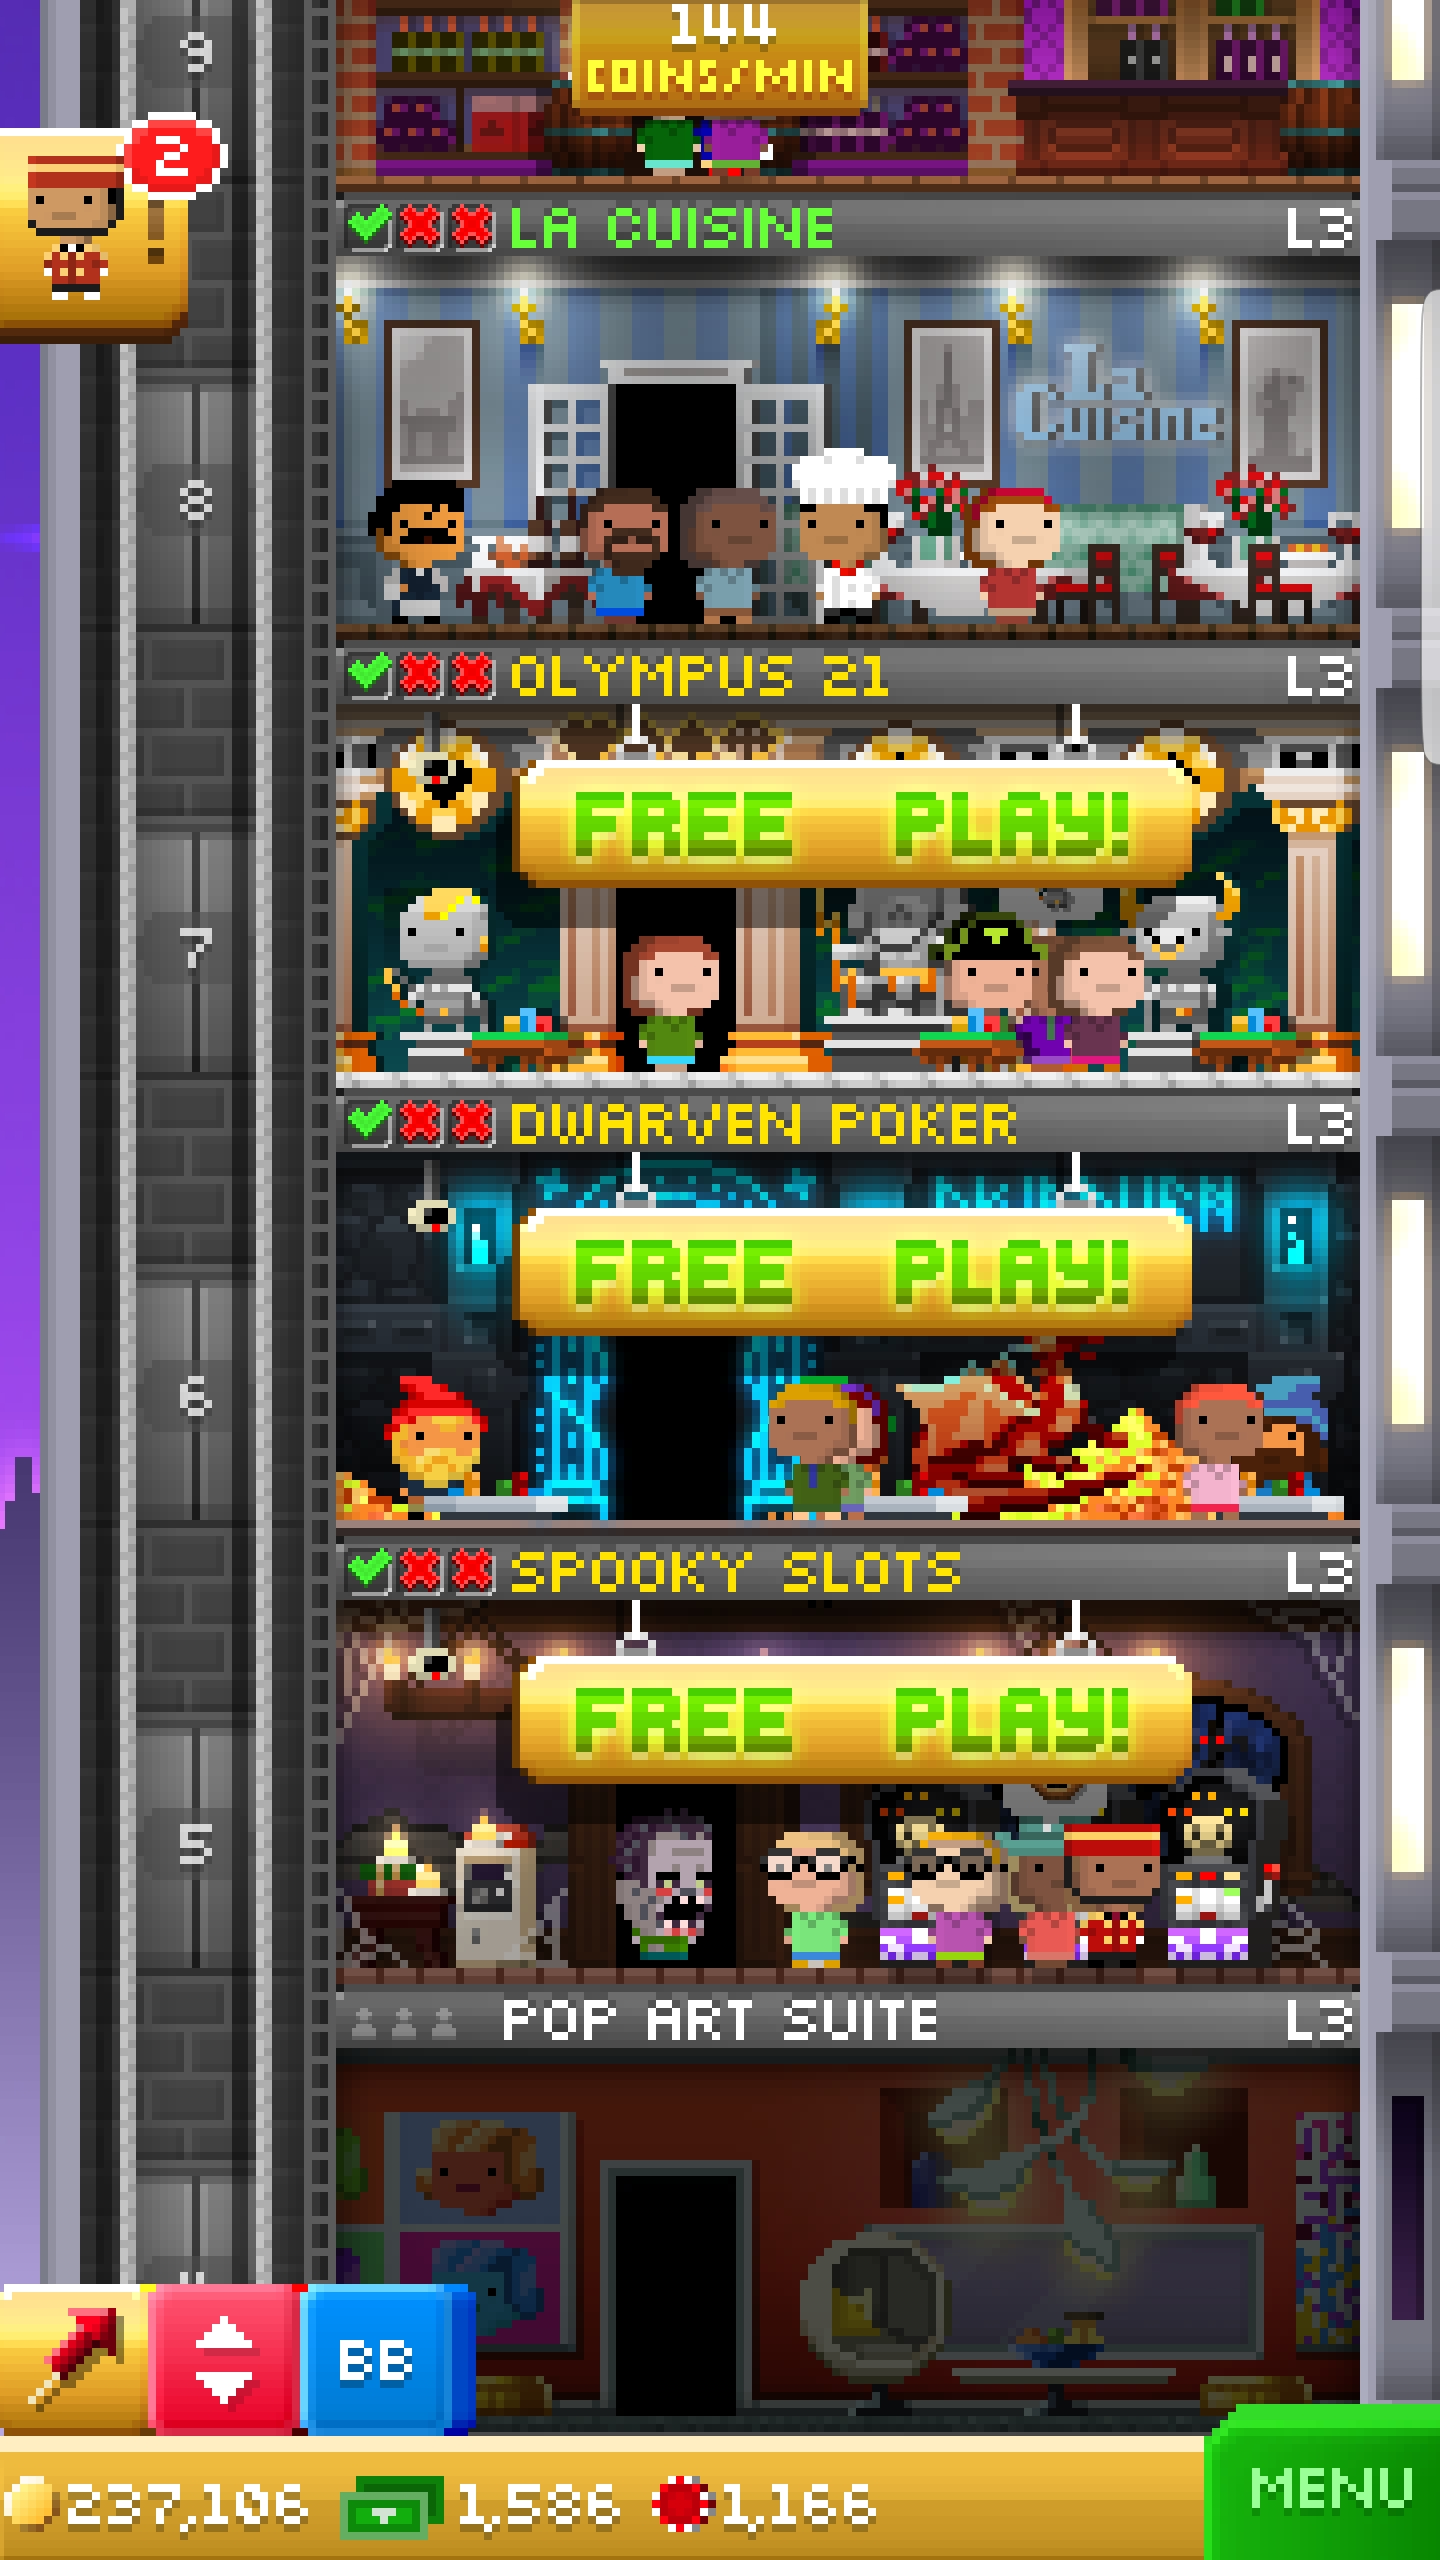 144
COINS/MIN
9
2
LA CUISINE L3
La
Cuisine
8
OLYMPUS 21 L3
FREE PLAY!
7
DWARVEN POKER L3
FREE PLAY!
6
SPOOKY SLOTS L3
FREE PLAY!
5
POP ART SUITE L3
BB
MENU
237,106 1,586 1,166